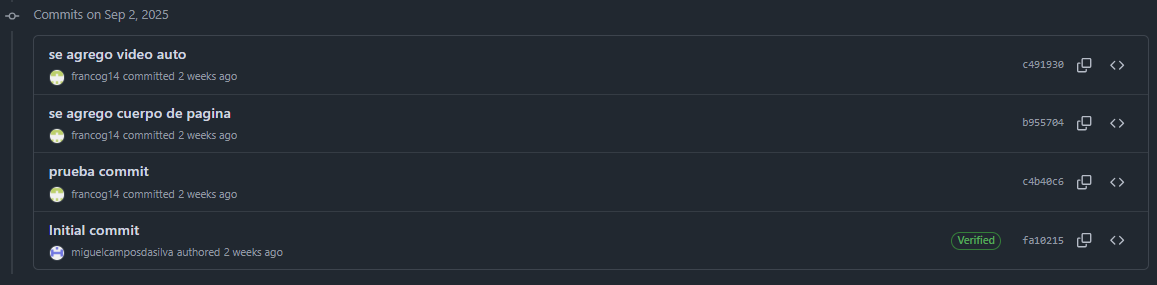 Commits on Sep 2, 2025
se agrego video auto
francog14 committed 2 weeks ago
c491930
se agrego cuerpo de pagina
francog14 committed 2 weeks ago
b955704
prueba commit
francog14 committed 2 weeks ago
c4b40c6
Initial commit
miguelcamposdasilva authored 2 weeks ago
Verified
fa10215